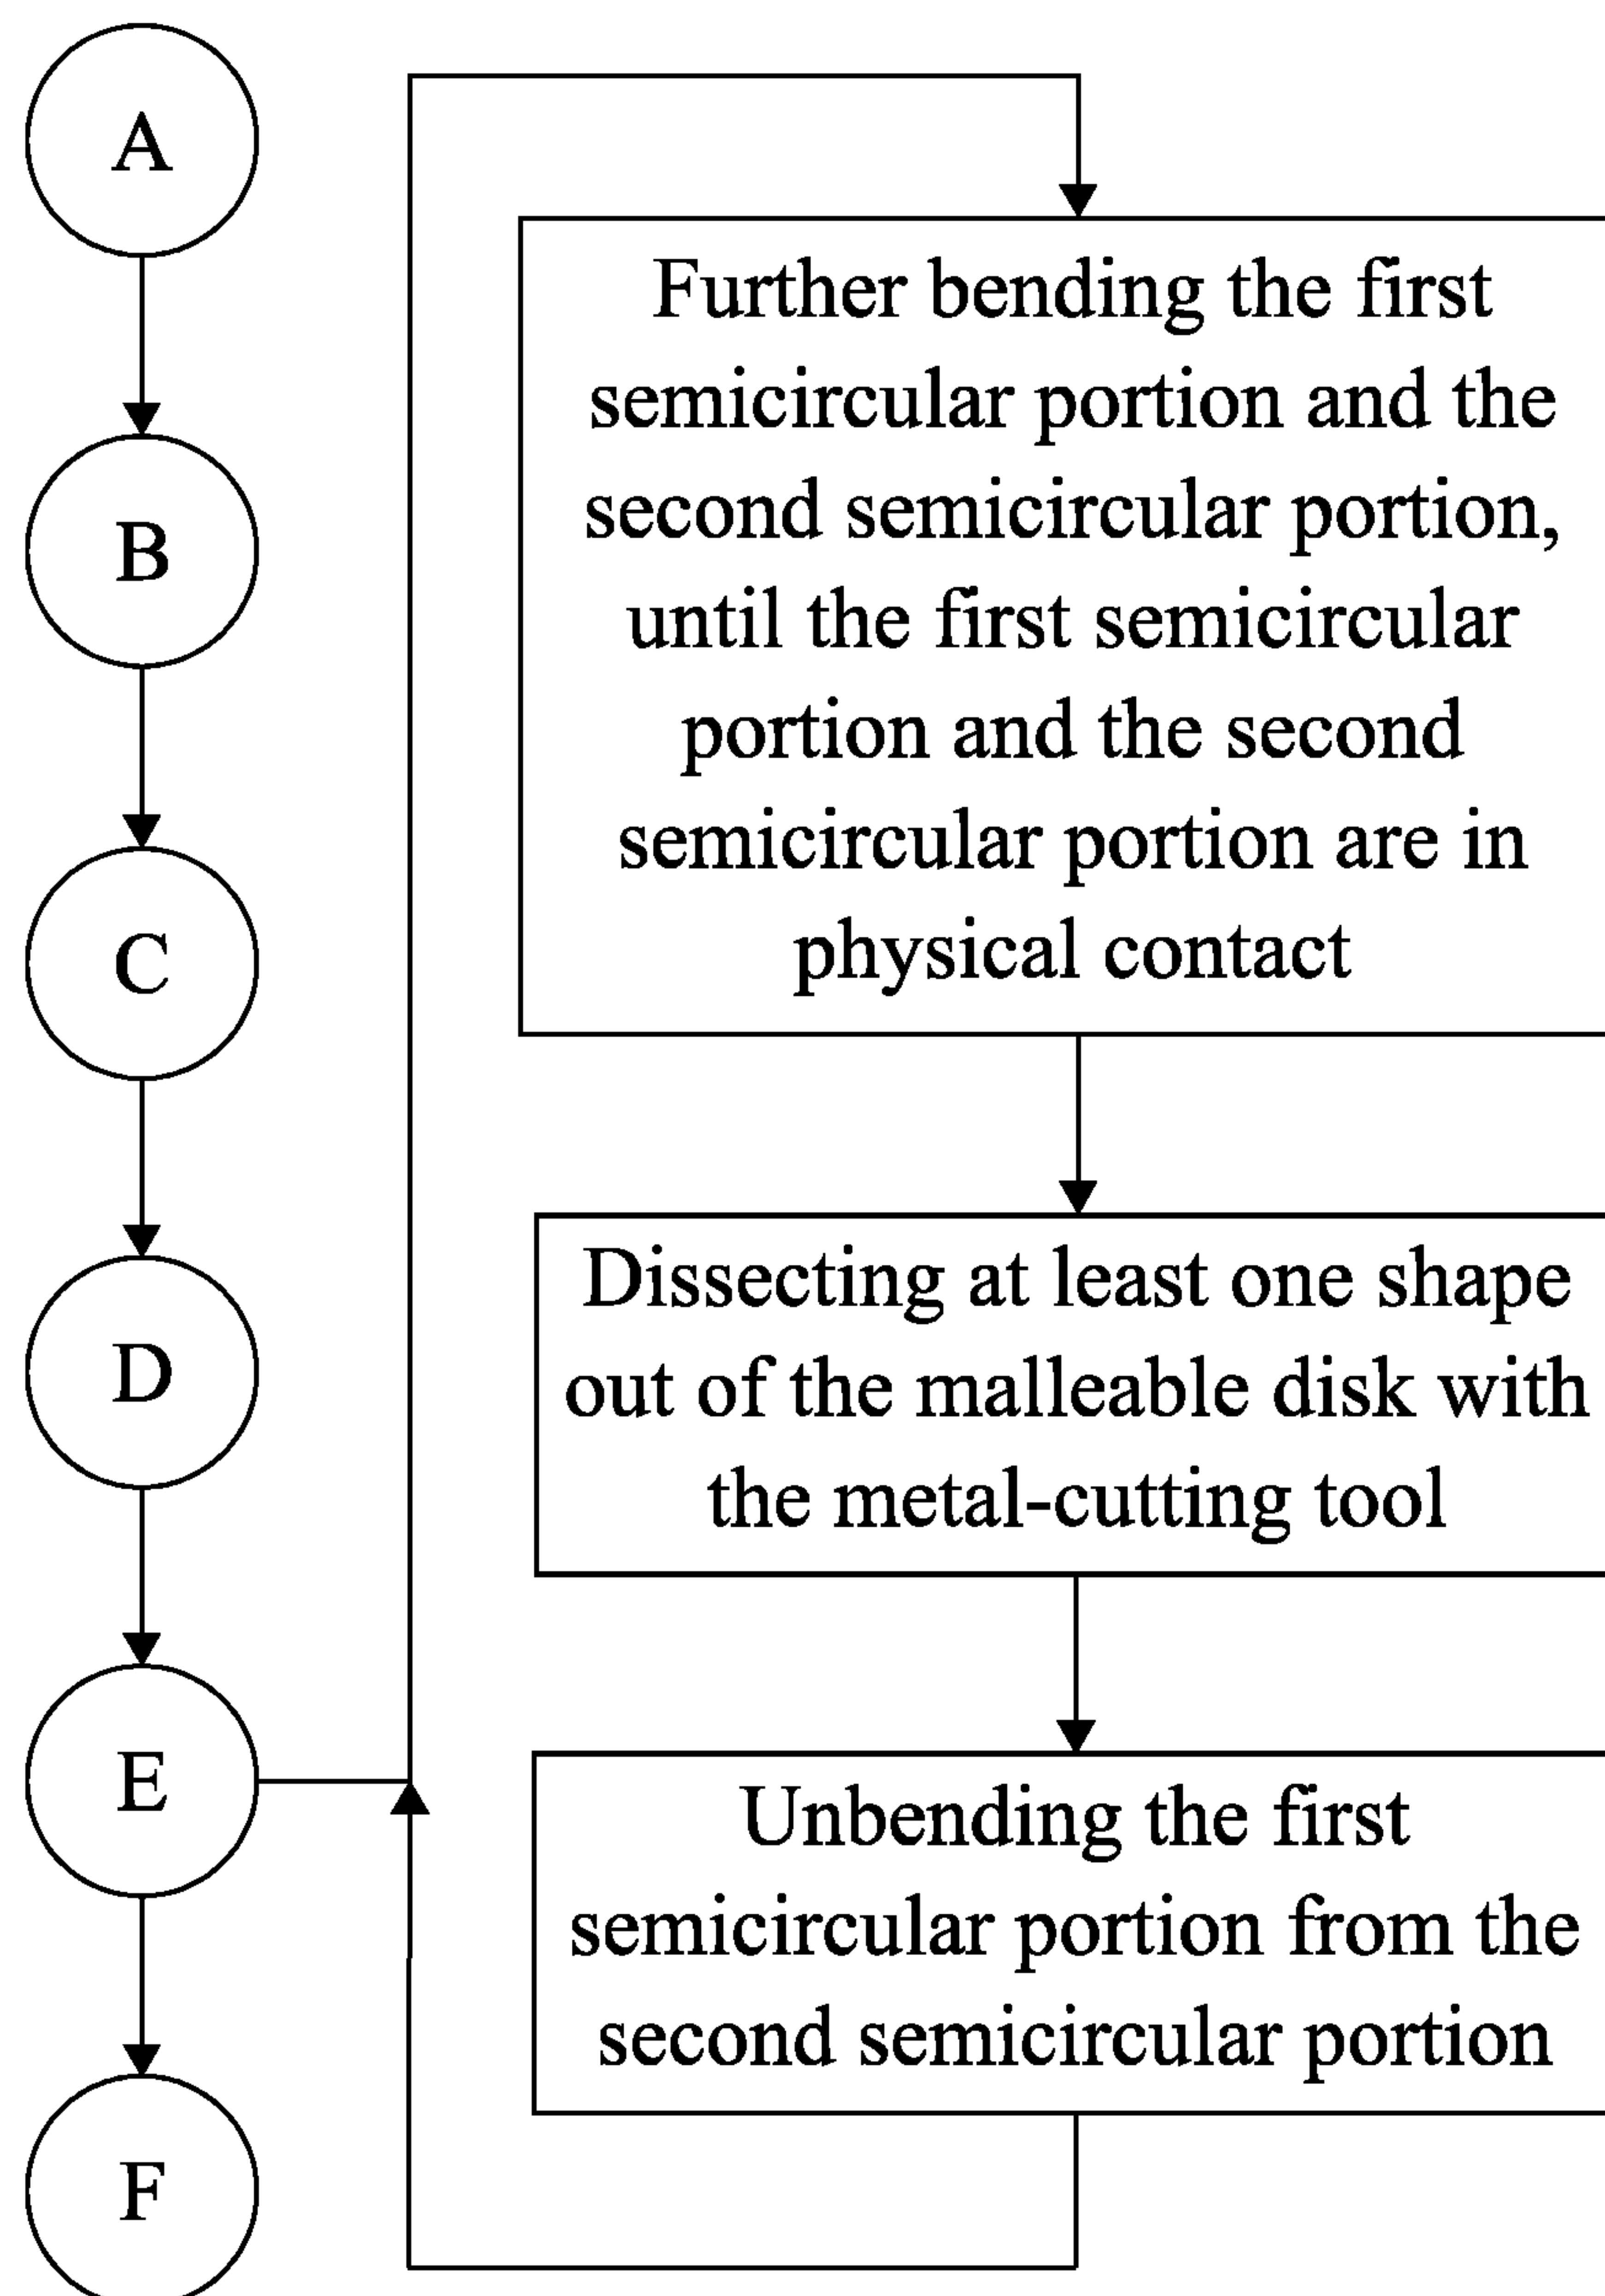 A
B
C
D
E
F
Further bending the first
semicircular portion and the
second semicircular portion,
until the first semicircular
portion and the second
semicircular portion are in
physical contact
Dissecting at least one shape
out of the malleable disk with
the metal-cutting tool
Unbending the first
semicircular portion from the
second semicircular portion